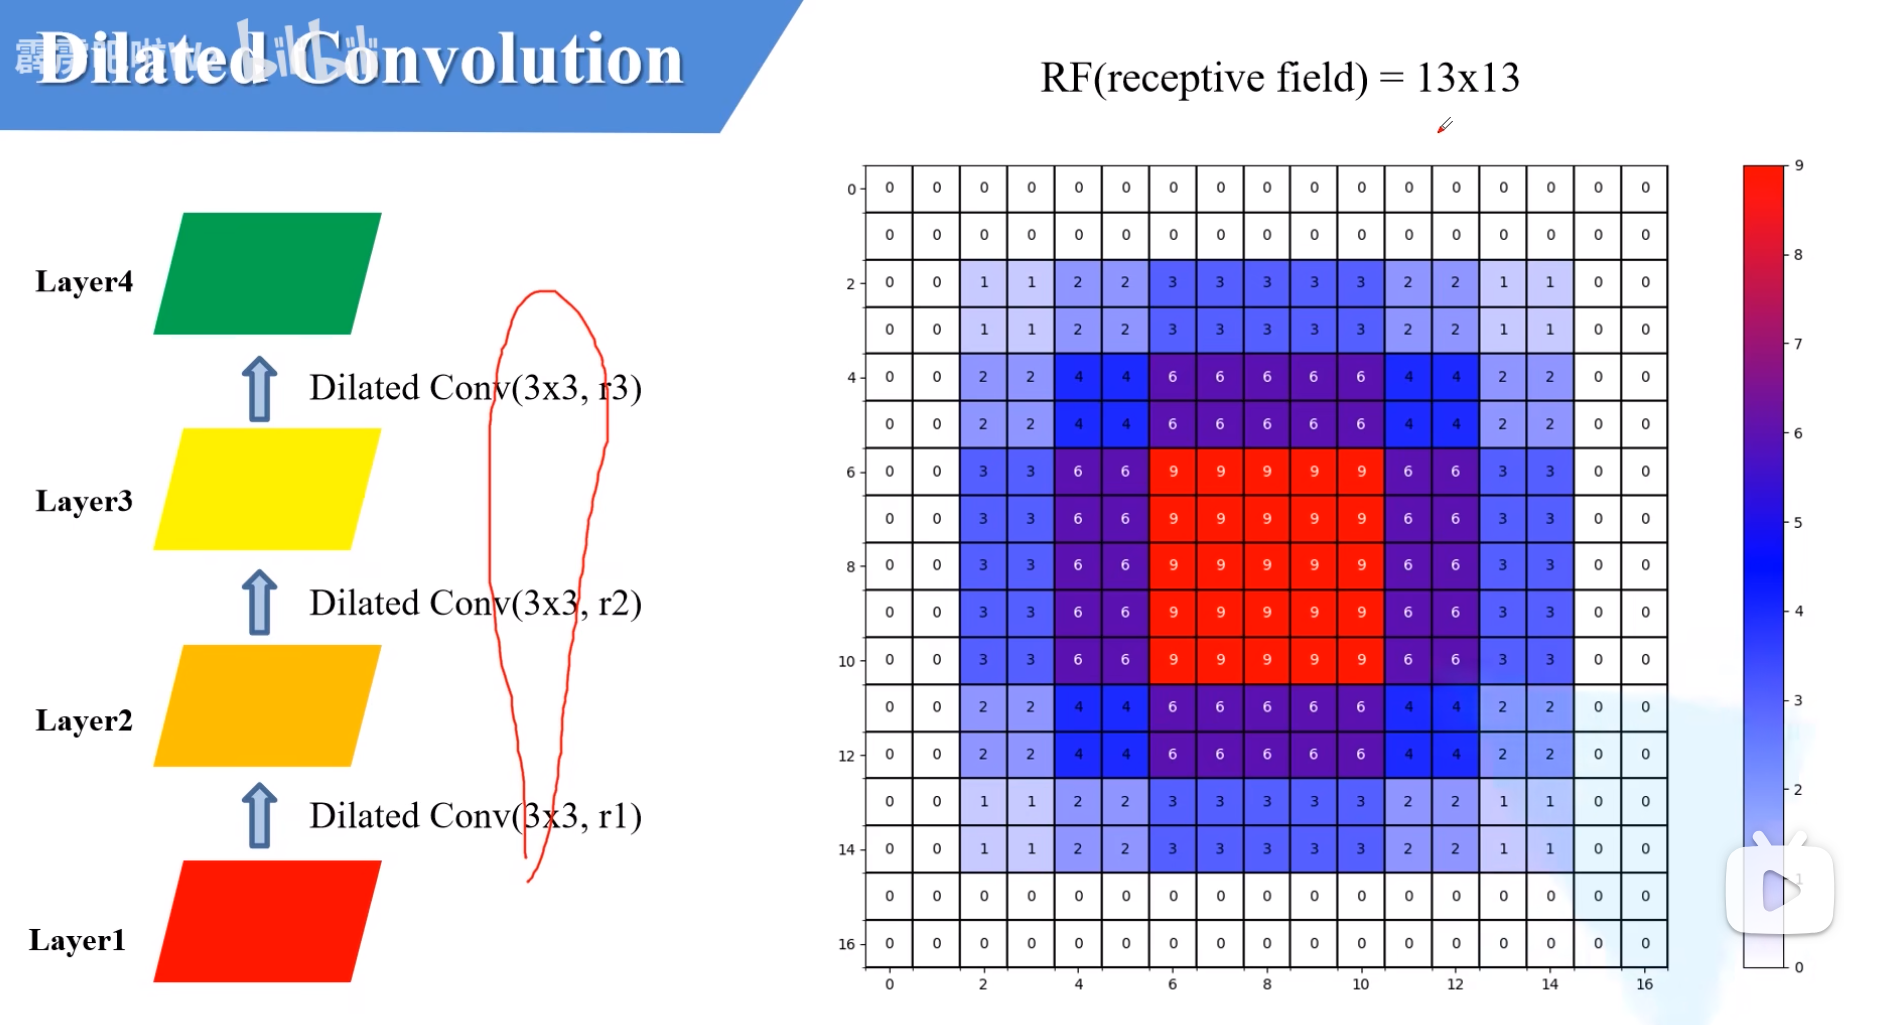 Dilated Convolution
bilibili
RF(receptive field) = 13x13
Layer4
Dilated Conv(3x3, r3)
Layer3
Dilated Conv(3x3, r2)
Layer2
Dilated Conv(3x3, r1)
Layer1
0 0 0 0 0 0 0 0 0 0 0 0 0 0 0 0 0 0
0 0 0 0 0 0 0 0 0 0 0 0 0 0 0 0 0
2 0 0 1 1 2 2 3 3 3 3 3 2 2 1 1 0 0
0 0 1 1 2 2 3 3 3 3 3 2 2 1 1 0 0
4 0 0 2 2 4 4 6 6 6 6 6 4 4 2 2 0 0
0 0 2 2 4 4 6 6 6 6 6 4 4 2 2 0 0
6 0 0 3 3 6 6 9 9 9 9 9 6 6 3 3 0 0
0 0 3 3 6 6 9 9 9 9 9 6 6 3 3 0 0
8 0 0 3 3 6 6 9 9 9 9 9 6 6 3 3 0 0
0 0 3 3 6 6 9 9 9 9 9 6 6 3 3 0 0
10 0 0 3 3 6 6 9 9 9 9 9 6 6 3 3 0 0
0 0 2 2 4 4 6 6 6 6 6 4 4 2 2 0 0
12 0 0 2 2 4 4 6 6 6 6 6 4 4 2 2 0 0
0 0 1 1 2 2 3 3 3 3 3 2 2 1 1 0 0
14 0 0 1 1 2 2 3 3 3 3 3 2 2 1 1 0 0
0 0 0 0 0 0 0 0 0 0 0 0 0 0 0 0 0
16 0 0 0 0 0 0 0 0 0 0 0 0 0 0 0 0 0
0 2 4 6 8 10 12 14 16
9
8
7
6
5
4
3
2
1
0